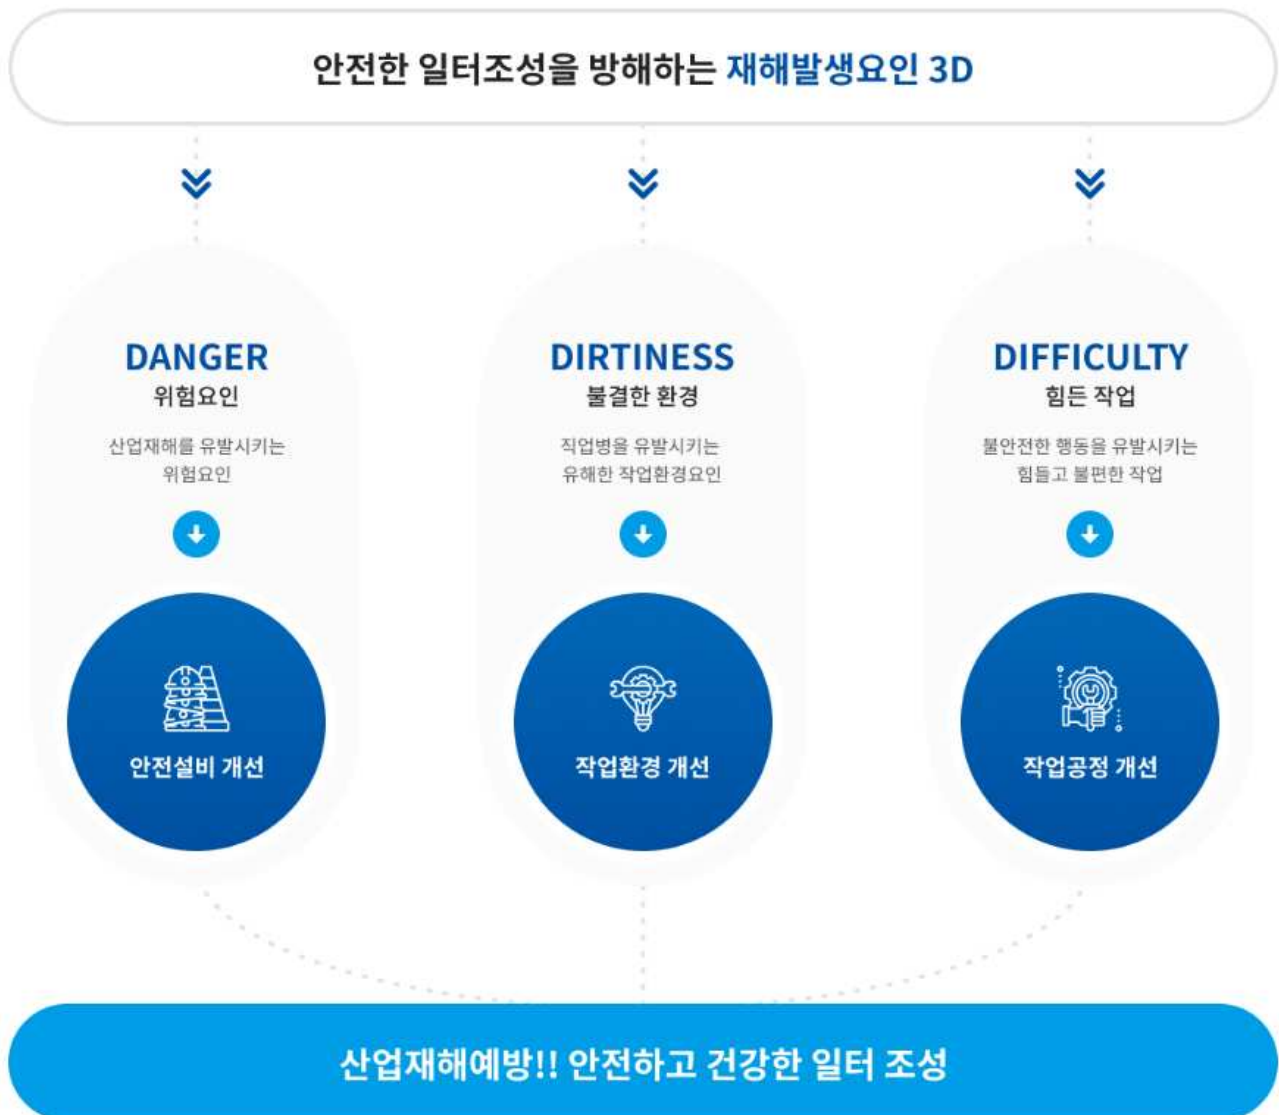 안전한 일터조성을 방해하는 재해발생요인 3D
DANGER
위험요인
산업재해를 유발시키는
위험요인
안전설비 개선
DIRTINESS
불결한 환경
직업병을 유발시키는
유해한 작업환경요인
작업환경 개선
DIFFICULTY
힘든 작업
불안전한 행동을 유발시키는
힘들고 불편한 작업
작업공정 개선
산업재해예방!! 안전하고 건강한 일터 조성